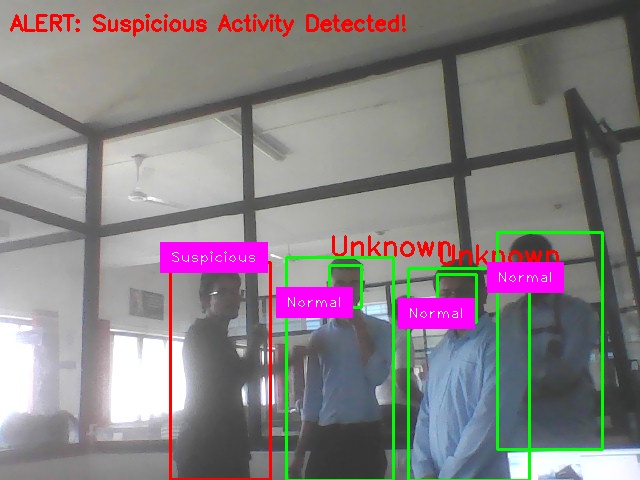 ALERT: Suspicious Activity Detected!
Unknown
Unknown
Suspicious
Normal
Normal
Normal